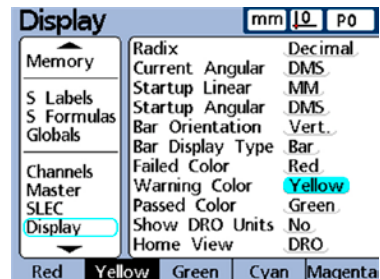 Display mm P0
Memory
S Labels
S Formulas
Globals
Channels
Master
SLEC
Display
Radix Decimal
Current Angular DMS
Startup Linear MM
Startup Angular DMS
Bar Orientation Vert.
Bar Display Type Bar
Failed Color Red
Warning Color Yellow
Passed Color Green
Show DRO Units No
Home View DRO
Red Yellow Green Cyan Magenta